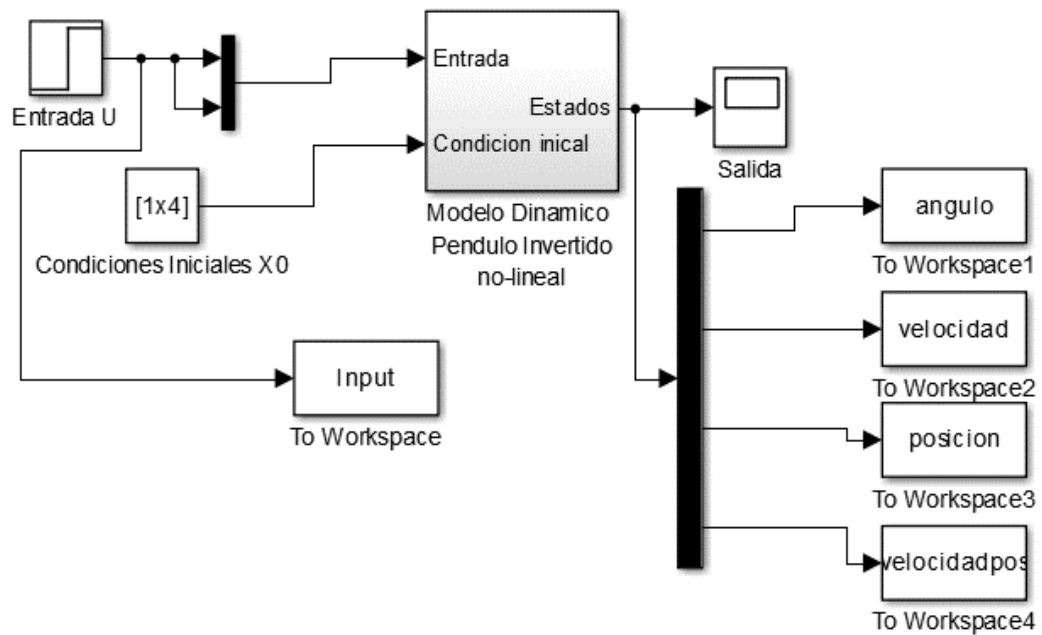 Entrada U
[1x4]
Condiciones Iniciales X0
Entrada
Estados
Condicion inical
Modelo Dinamico
Pendulo Invertido
no-lineal
Salida
Input
To Workspace
angulo
To Workspace1
velocidad
To Workspace2
posicion
To Workspace3
velocidadpos
To Workspace4